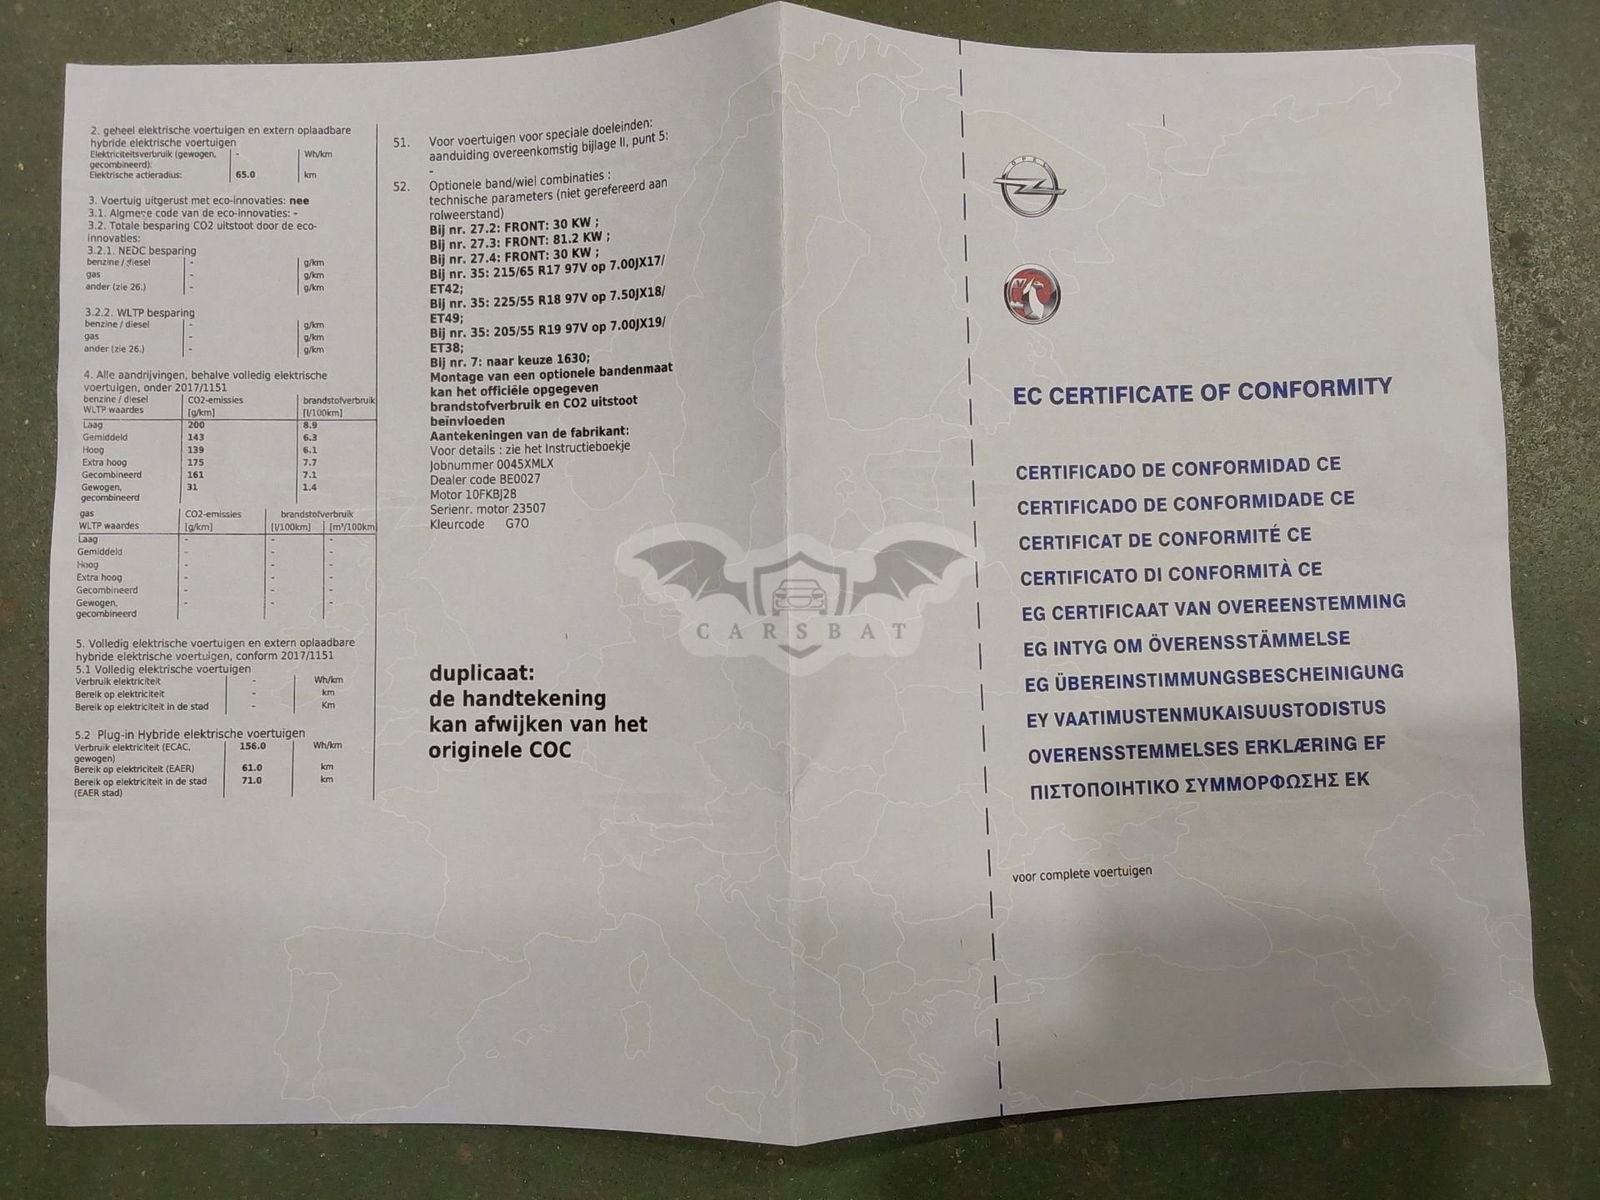 2. geheel elektrische voertuigen en extern oplaadbare
hybride elektrische voertuigen
Elektriciteitsverbruik (gewogen, - Wh/km
gecombineerd):
Elektrische actieradius: 65.0 km
3. Voertuig uitgerust met eco-innovaties: nee
3.1. Algmene code van de eco-innovaties: -
3.2. Totale besparing CO2 uitstoot door de eco-
innovaties:
3.2.1. NEDC besparing
benzine / diesel - g/km
gas - g/km
ander (zie 26.) - g/km
3.2.2. WLTP besparing
benzine / diesel - g/km
gas - g/km
ander (zie 26.) - g/km
4. Alle aandrijvingen, behalve volledig elektrische
voertuigen, onder 2017/1151
benzine / diesel CO2-emissies brandstofverbruik
WLTP waardes [g/km] [l/100km]
Laag 200 8.9
Gemiddeld 143 6.3
Hoog 139 6.1
Extra hoog 175 7.7
Gecombineerd 161 7.1
Gewogen, 31 1.4
gecombineerd
gas CO2-emissies brandstofverbruik
WLTP waardes [g/km] [l/100km] [m³/100km]
Laag - - -
Gemiddeld - - -
Hoog - - -
Extra hoog - - -
Gecombineerd - - -
Gewogen, - - -
gecombineerd
5. Volledig elektrische voertuigen en extern oplaadbare
hybride elektrische voertuigen, conform 2017/1151
5.1 Volledig elektrische voertuigen
Verbruik elektriciteit - Wh/km
Bereik op elektriciteit - km
Bereik op elektriciteit in de stad - Km
5.2 Plug-in Hybride elektrische voertuigen
Verbruik elektriciteit (ECAC, 156.0 Wh/km
gewogen)
Bereik op elektriciteit (EAER) 61.0 km
Bereik op elektriciteit in de stad 71.0 km
(EAER stad)
51. Voor voertuigen voor speciale doeleinden:
aanduiding overeenkomstig bijlage II, punt 5:
-
52. Optionele band/wiel combinaties :
technische parameters (niet gerefereerd aan
rolweerstand)
Bij nr. 27.2: FRONT: 30 KW ;
Bij nr. 27.3: FRONT: 81.2 KW ;
Bij nr. 27.4: FRONT: 30 KW ;
Bij nr. 35: 215/65 R17 97V op 7.00JX17/
ET42;
Bij nr. 35: 225/55 R18 97V op 7.50JX18/
ET49;
Bij nr. 35: 205/55 R19 97V op 7.00JX19/
ET38;
Bij nr. 7: naar keuze 1630;
Montage van een optionele bandenmaat
kan het officiële opgegeven
brandstofverbruik en CO2 uitstoot
beïnvloeden
Aantekeningen van de fabrikant:
Voor details : zie het Instructieboekje
Jobnummer 0045XMLX
Dealer code BE0027
Motor 10FKBJ28
Serienr. motor 23507
Kleurcode G7O
duplicaat:
de handtekening
kan afwijken van het
originele COC
CARSBAT
OPEL
EC CERTIFICATE OF CONFORMITY
CERTIFICADO DE CONFORMIDAD CE
CERTIFICADO DE CONFORMIDADE CE
CERTIFICAT DE CONFORMITÉ CE
CERTIFICATO DI CONFORMITÀ CE
EG CERTIFICAAT VAN OVEREENSTEMMING
EG INTYG OM ÖVERENSSTÄMMELSE
EG ÜBEREINSTIMMUNGSBESCHEINIGUNG
EY VAATIMUSTENMUKAISUUSTODISTUS
OVERENSSTEMMELSES ERKLÆRING EF
ΠΙΣΤΟΠΟΙΗΤΙΚΟ ΣΥΜΜΟΡΦΩΣΗΣ ΕΚ
voor complete voertuigen